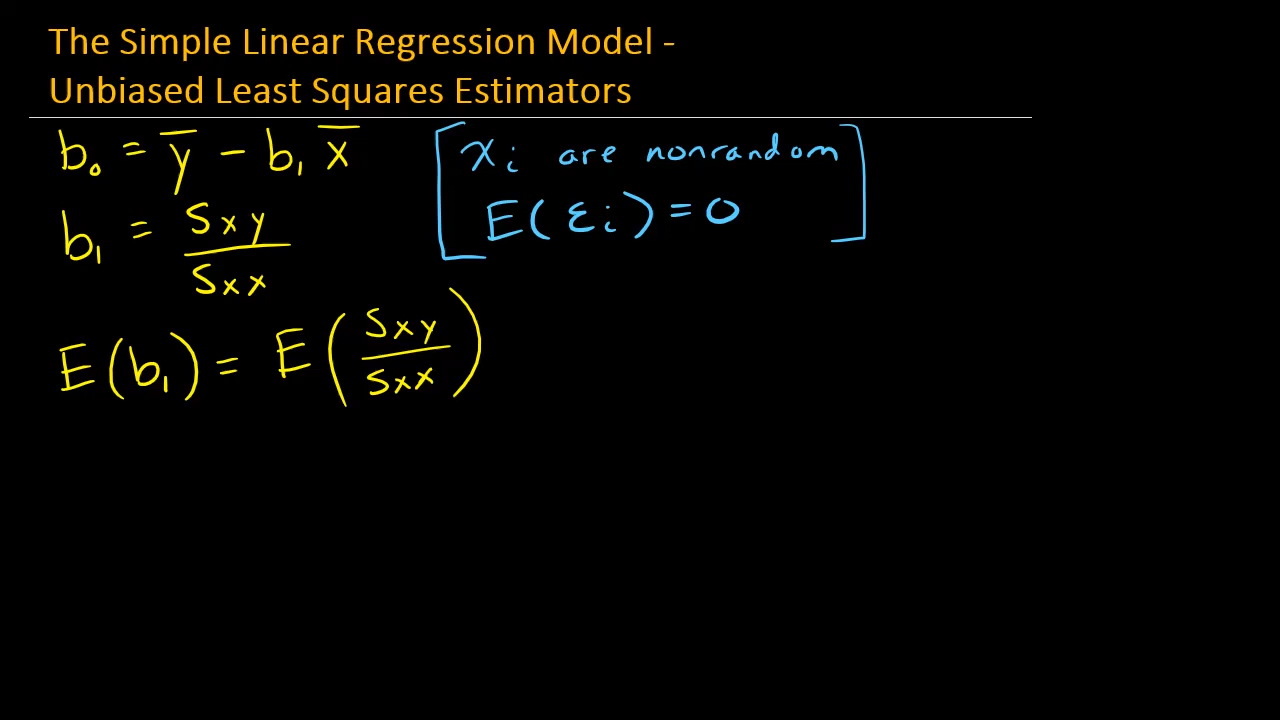 The Simple Linear Regression Model -
Unbiased Least Squares Estimators
b₀ = y̅ - b₁ x̅
b₁ = Sxy / Sxx
[xᵢ are nonrandom
E(εᵢ) = 0]
E(b₁) = E(Sxy / Sxx)